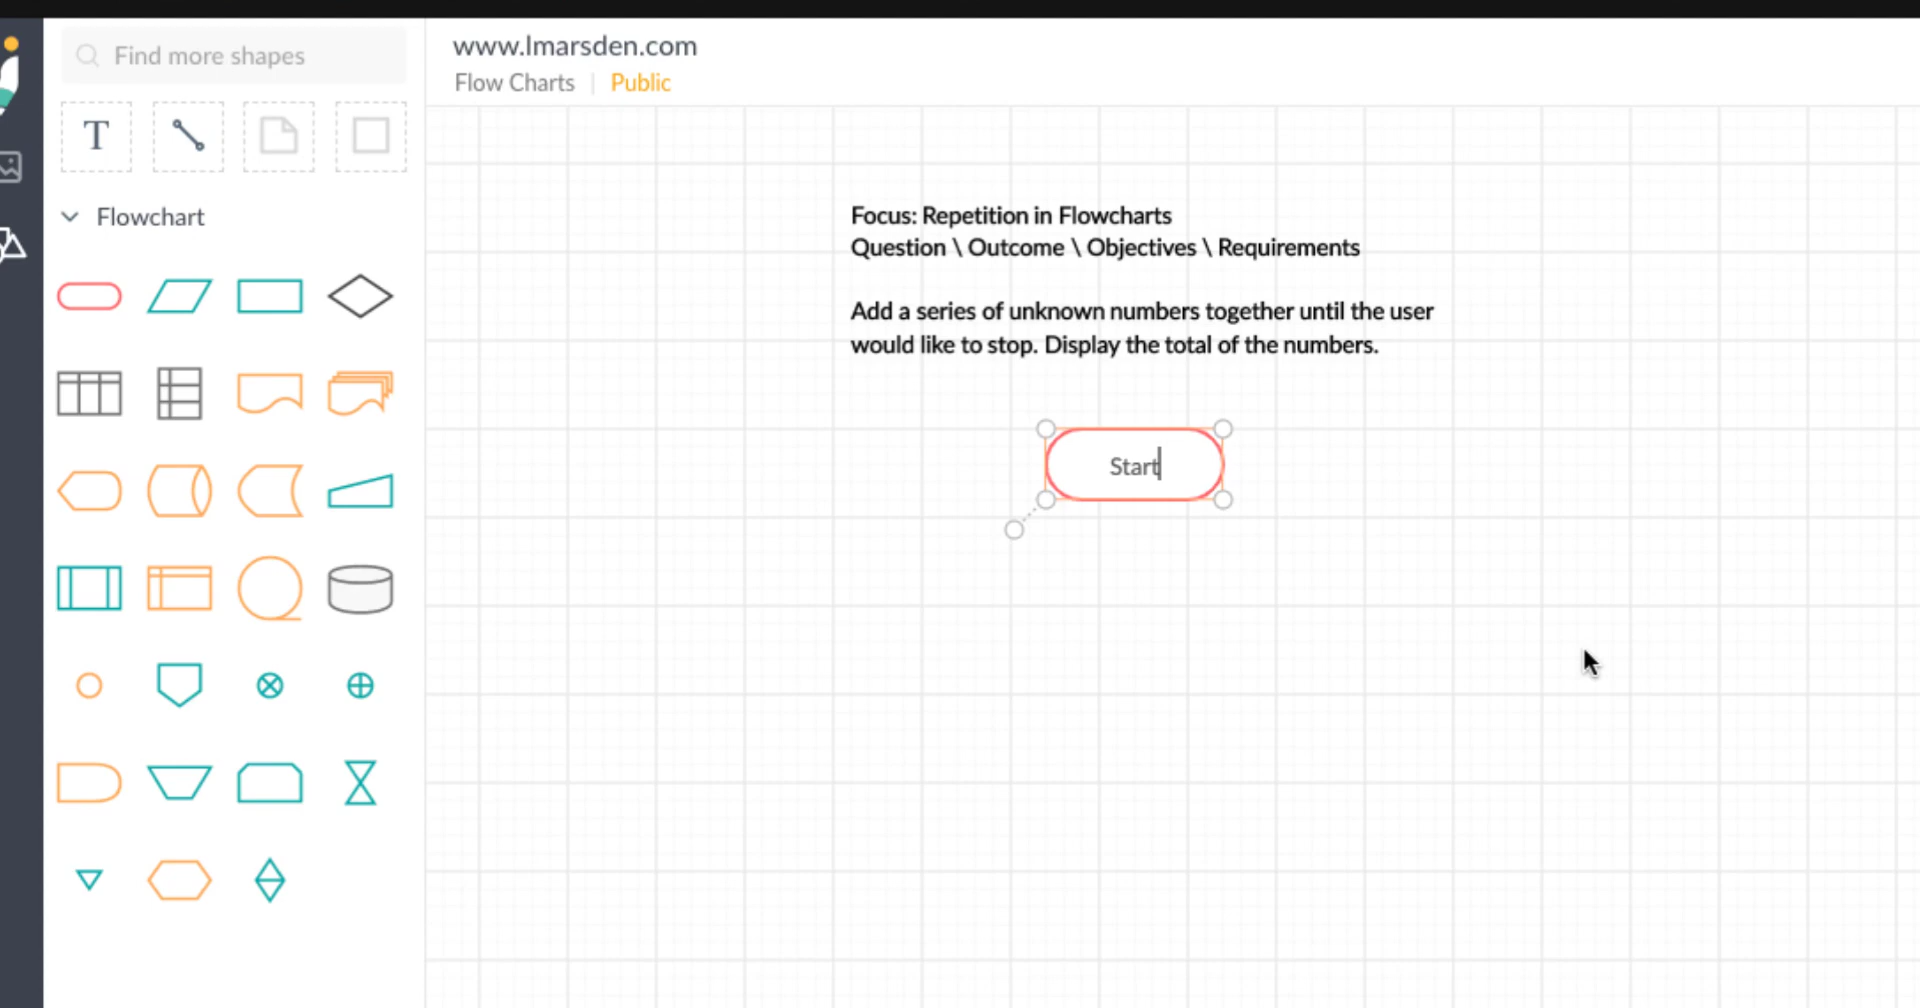 Find more shapes
www.lmarsden.com
Flow Charts | Public
T
Flowchart
Focus: Repetition in Flowcharts
Question \ Outcome \ Objectives \ Requirements
Add a series of unknown numbers together until the user
would like to stop. Display the total of the numbers.
Start